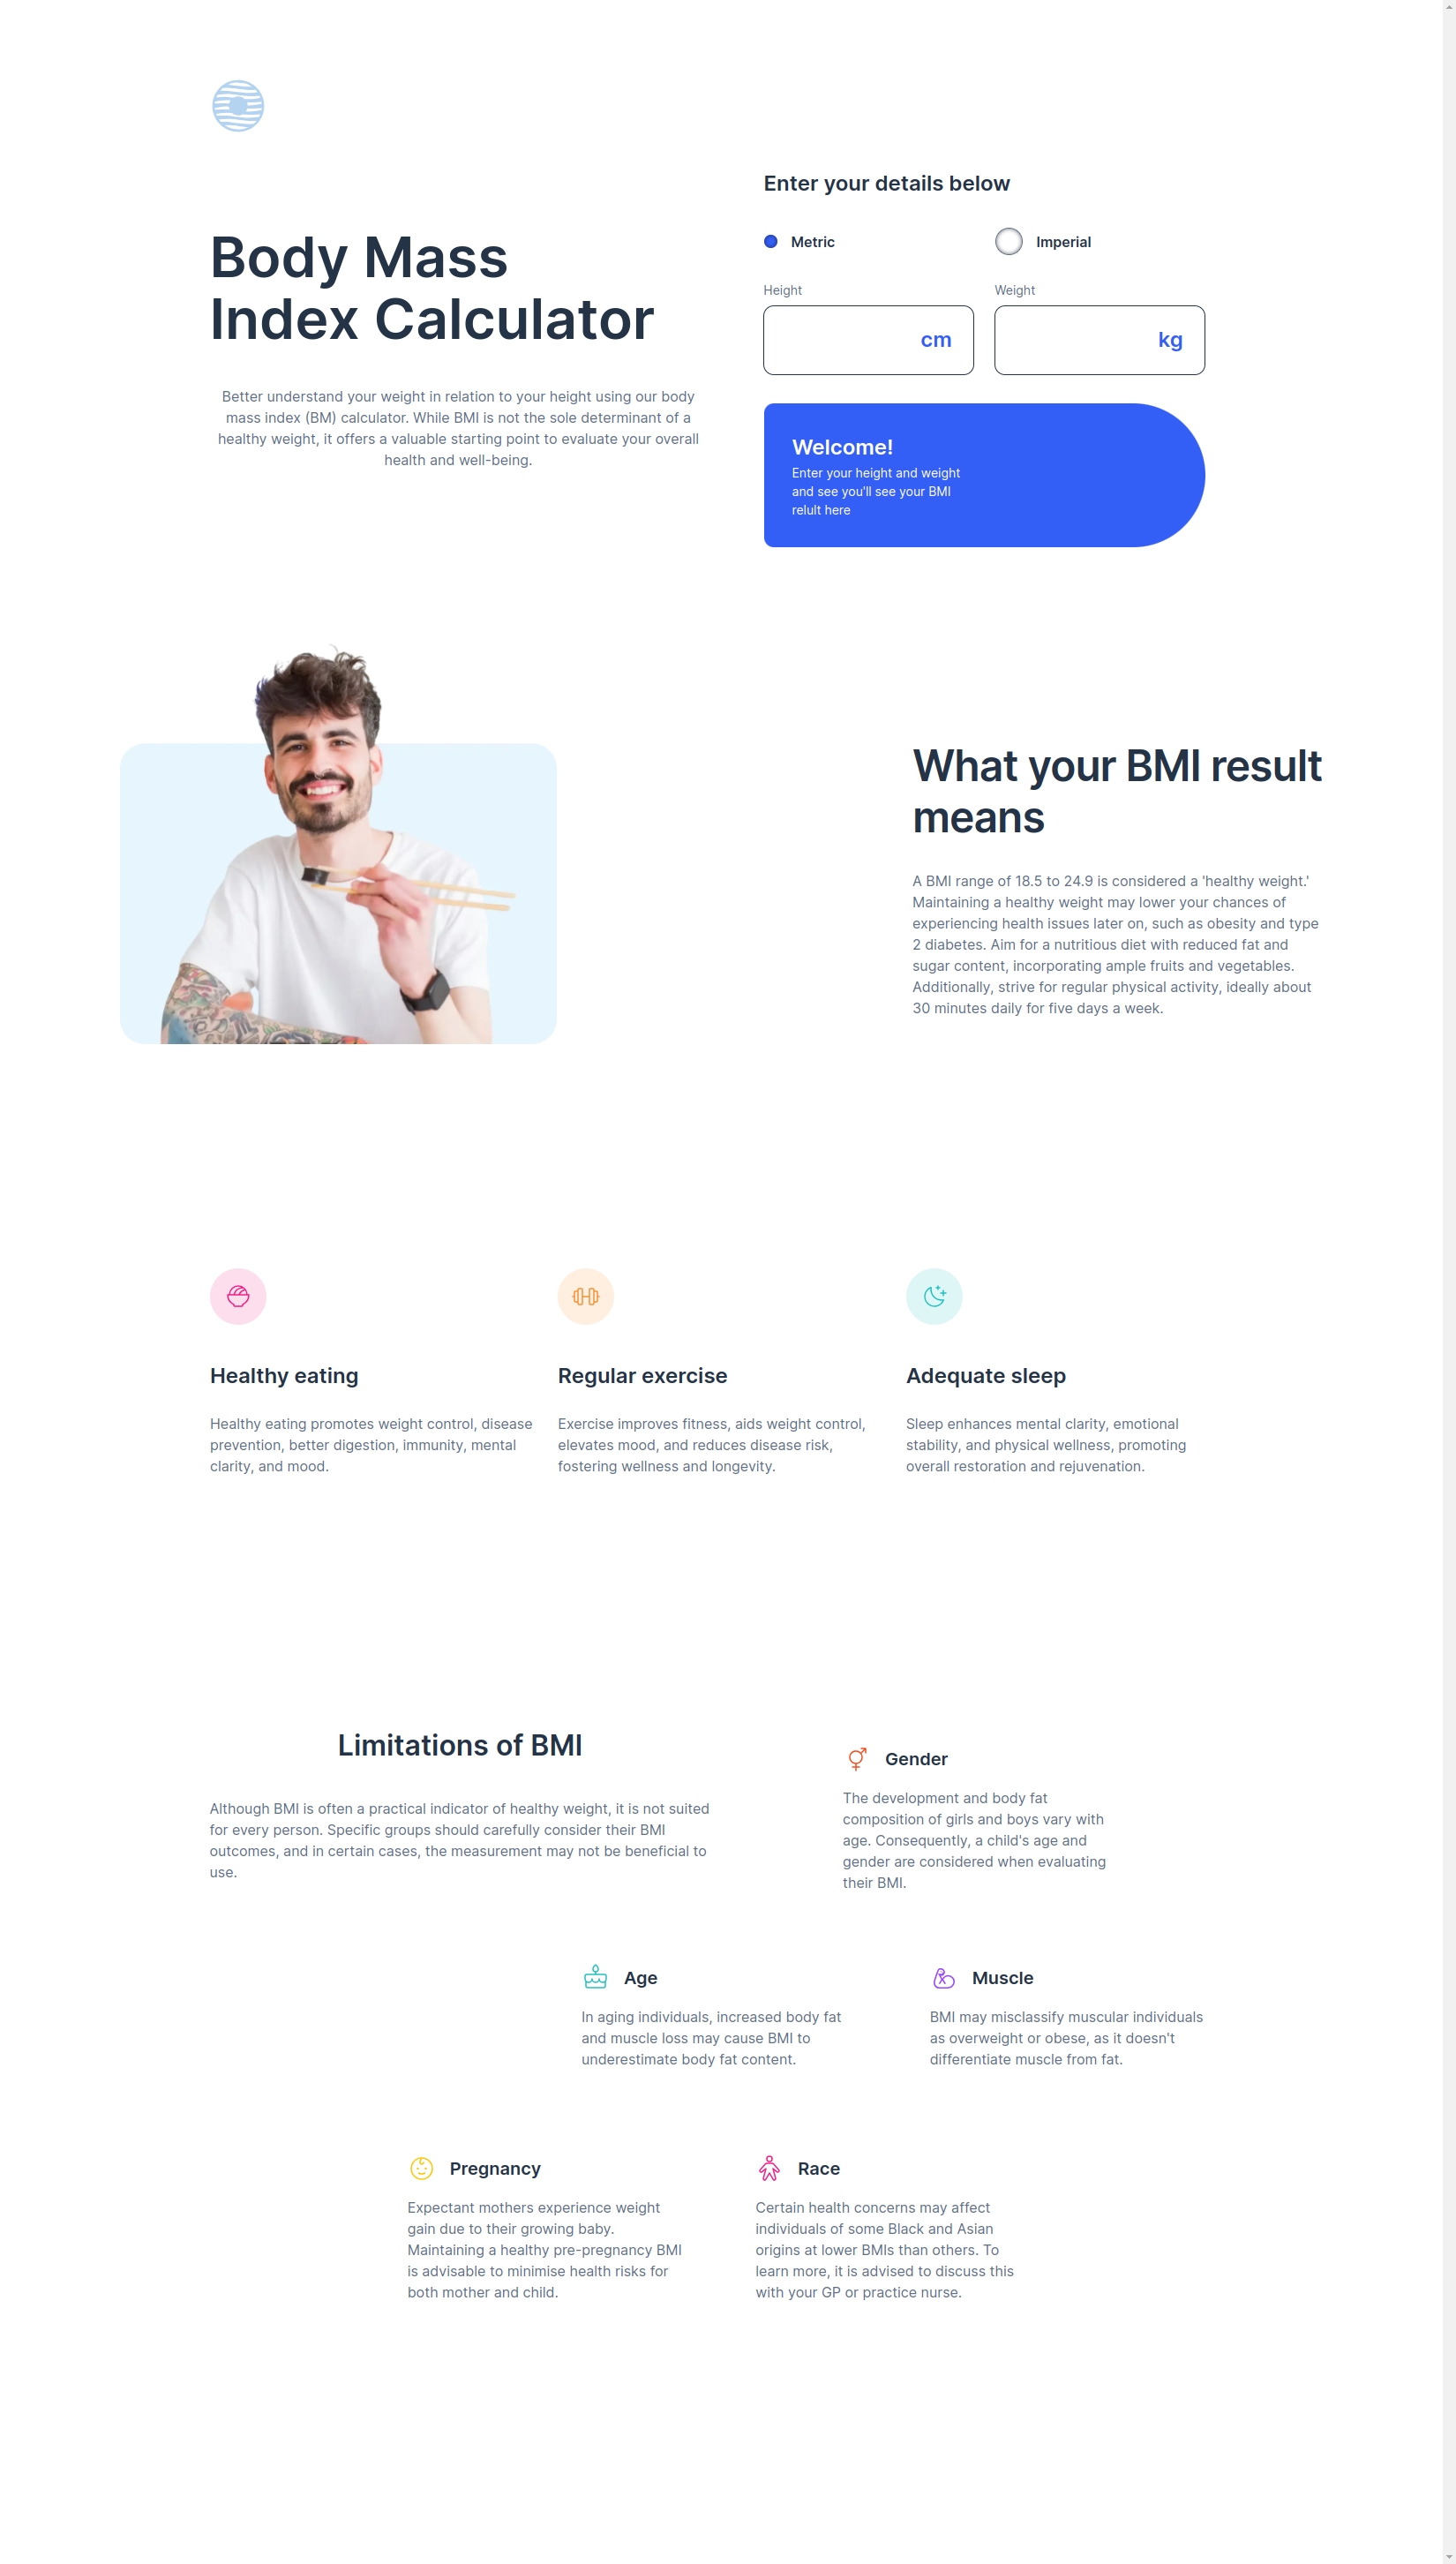 Body Mass
Index Calculator
Better understand your weight in relation to your height using our body
mass index (BM) calculator. While BMI is not the sole determinant of a
healthy weight, it offers a valuable starting point to evaluate your overall
health and well-being.
Enter your details below
Metric
Imperial
Height
Weight
cm
kg
Welcome!
Enter your height and weight
and see you'll see your BMI
relult here
What your BMI result
means
A BMI range of 18.5 to 24.9 is considered a 'healthy weight.'
Maintaining a healthy weight may lower your chances of
experiencing health issues later on, such as obesity and type
2 diabetes. Aim for a nutritious diet with reduced fat and
sugar content, incorporating ample fruits and vegetables.
Additionally, strive for regular physical activity, ideally about
30 minutes daily for five days a week.
Healthy eating
Healthy eating promotes weight control, disease
prevention, better digestion, immunity, mental
clarity, and mood.
Regular exercise
Exercise improves fitness, aids weight control,
elevates mood, and reduces disease risk,
fostering wellness and longevity.
Adequate sleep
Sleep enhances mental clarity, emotional
stability, and physical wellness, promoting
overall restoration and rejuvenation.
Limitations of BMI
Although BMI is often a practical indicator of healthy weight, it is not suited
for every person. Specific groups should carefully consider their BMI
outcomes, and in certain cases, the measurement may not be beneficial to
use.
Gender
The development and body fat
composition of girls and boys vary with
age. Consequently, a child's age and
gender are considered when evaluating
their BMI.
Age
In aging individuals, increased body fat
and muscle loss may cause BMI to
underestimate body fat content.
Muscle
BMI may misclassify muscular individuals
as overweight or obese, as it doesn't
differentiate muscle from fat.
Pregnancy
Expectant mothers experience weight
gain due to their growing baby.
Maintaining a healthy pre-pregnancy BMI
is advisable to minimise health risks for
both mother and child.
Race
Certain health concerns may affect
individuals of some Black and Asian
origins at lower BMIs than others. To
learn more, it is advised to discuss this
with your GP or practice nurse.